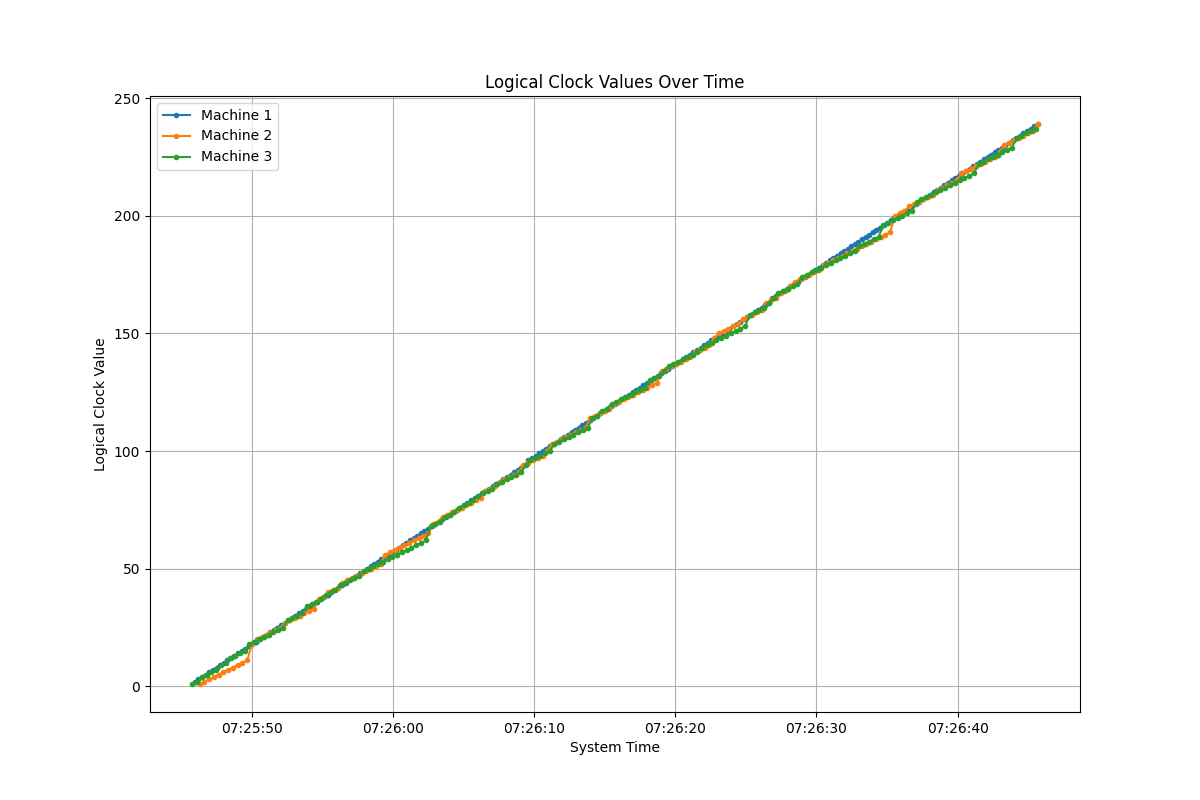 Logical Clock Values Over Time
Machine 1
Machine 2
Machine 3
Logical Clock Value
250
200
150
100
50
0
07:25:50 07:26:00 07:26:10 07:26:20 07:26:30 07:26:40
System Time